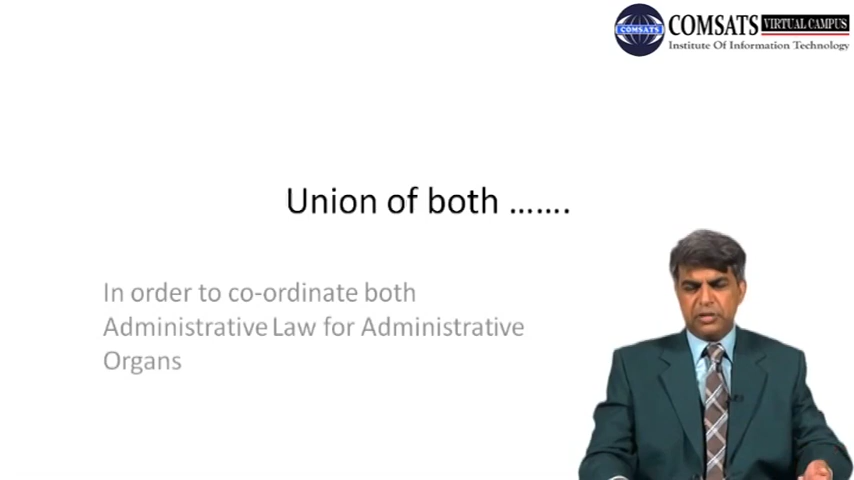 COMSATS
COMSATS VIRTUAL CAMPUS
Institute Of Information Technology
Union of both .......
In order to co-ordinate both
Administrative Law for Administrative
Organs